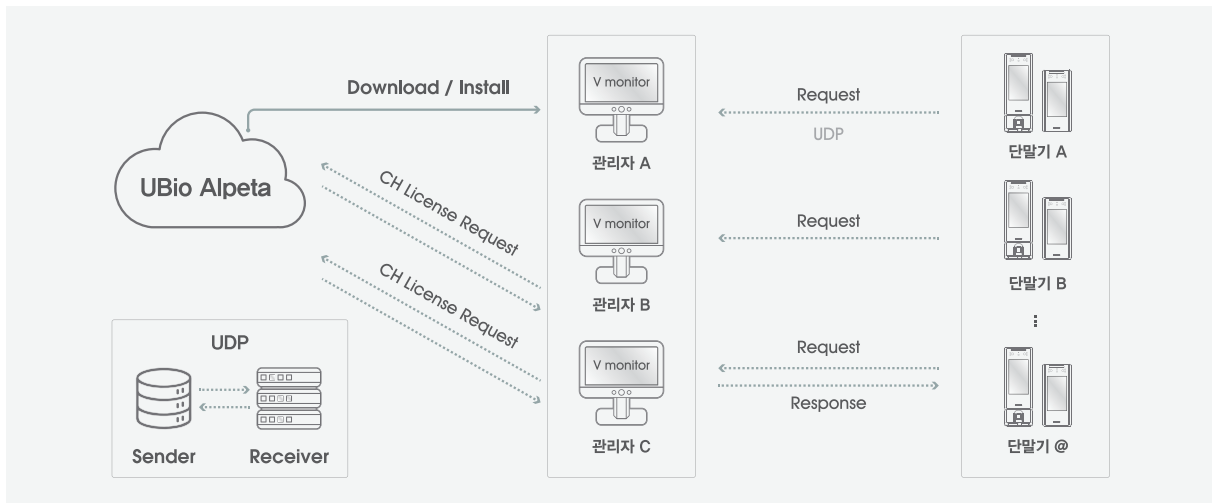 Download / Install
UBio Alpeta
CH License Request
CH License Request
UDP
Sender
Receiver
V monitor
관리자 A
V monitor
관리자 B
V monitor
관리자 C
Request
UDP
Request
Request
Response
단말기 A
단말기 B
⋮
단말기 @